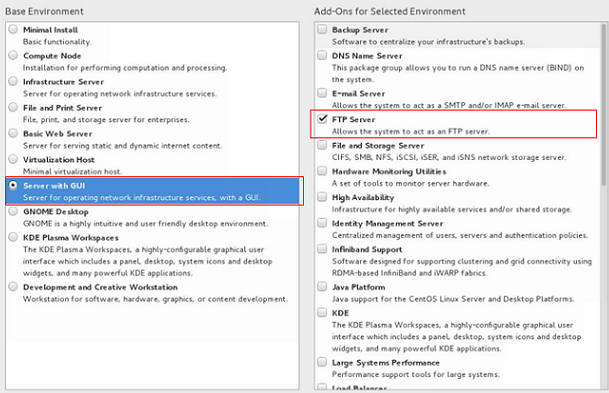 Base Environment
Minimal Install
Basic functionality.
Compute Node
Installation for performing computation and processing.
Infrastructure Server
Server for operating network infrastructure services.
File and Print Server
File, print, and storage server for enterprises.
Basic Web Server
Server for serving static and dynamic internet content.
Virtualization Host
Minimal virtualization host.
Server with GUI
Server for operating network infrastructure services, with a GUI.
GNOME Desktop
GNOME is a highly intuitive and user friendly desktop environment.
KDE Plasma Workspaces
The KDE Plasma Workspaces, a highly-configurable graphical user
interface which includes a panel, desktop, system icons and desktop
widgets, and many powerful KDE applications.
Development and Creative Workstation
Workstation for software, hardware, graphics, or content development.
Add-Ons for Selected Environment
Backup Server
Software to centralize your infrastructure's backups.
DNS Name Server
This package group allows you to run a DNS name server (BIND) on
the system.
E-mail Server
Allows the system to act as a SMTP and/or IMAP e-mail server.
FTP Server
Allows the system to act as an FTP server.
File and Storage Server
CIFS, SMB, NFS, iSCSI, iSER, and iSNS network storage server.
Hardware Monitoring Utilities
A set of tools to monitor server hardware.
High Availability
Infrastructure for highly available services and/or shared storage.
Identity Management Server
Centralized management of users, servers and authentication policies.
Infiniband Support
Software designed for supporting clustering and grid connectivity using
RDMA-based InfiniBand and iWARP fabrics.
Java Platform
Java support for the CentOS Linux Server and Desktop Platforms.
KDE
The KDE Plasma Workspaces, a highly-configurable graphical user
interface which includes a panel, desktop, system icons and desktop
widgets, and many powerful KDE applications.
Large Systems Performance
Performance support tools for large systems.
Load Balancer